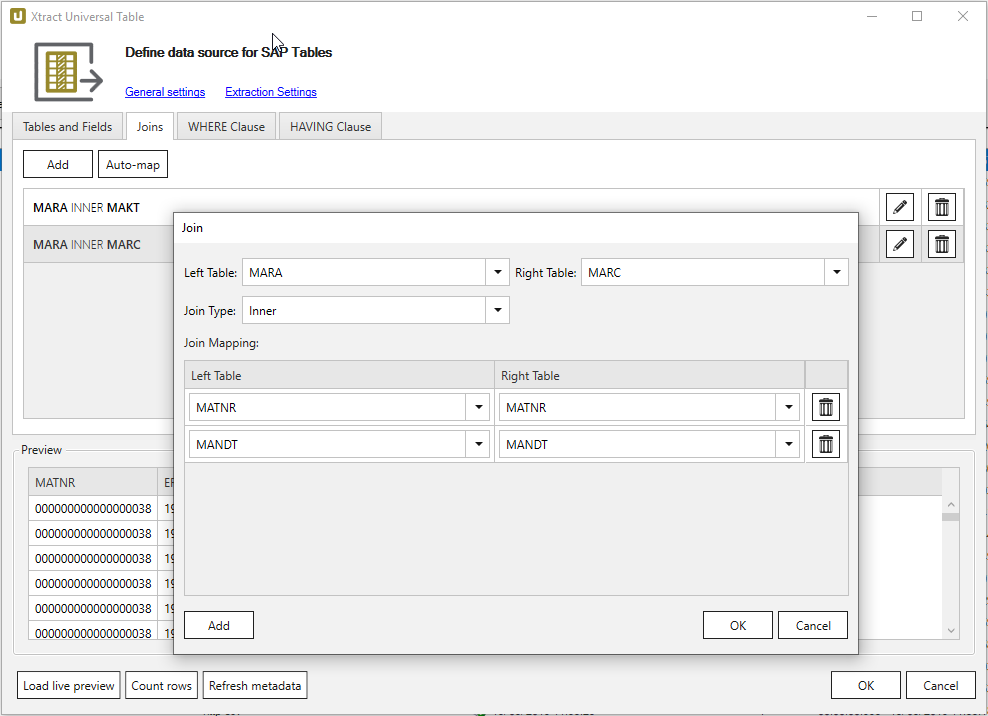 Xtract Universal Table
Define data source for SAP Tables
General settings Extraction Settings
Tables and Fields Joins WHERE Clause HAVING Clause
Add Auto-map
MARA INNER MAKT
MARA INNER MARC
Join
Left Table: MARA Right Table: MARC
Join Type: Inner
Join Mapping:
Left Table Right Table
MATNR MATNR
MANDT MANDT
Add OK Cancel
Preview
MATNR
000000000000000038 19
000000000000000038 19
000000000000000038 19
000000000000000038 19
000000000000000038 19
000000000000000038 19
Load live preview Count rows Refresh metadata OK Cancel